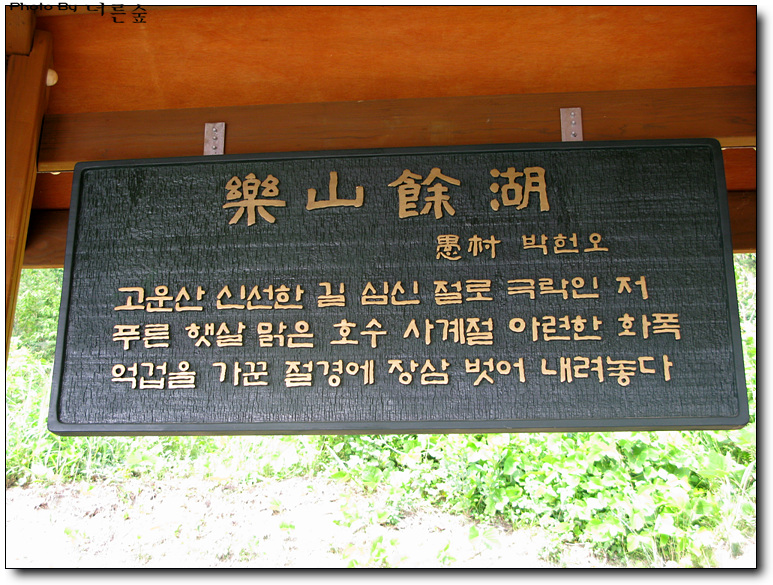 Photo By 너른숲
樂山餘湖
愚村 박헌오
고운산 신선한 길 심신 절로 극락인 저
푸른 햇살 맑은 호수 사계절 아련한 화폭
억겁을 가꾼 절경에 장삼 벗어 내려놓다